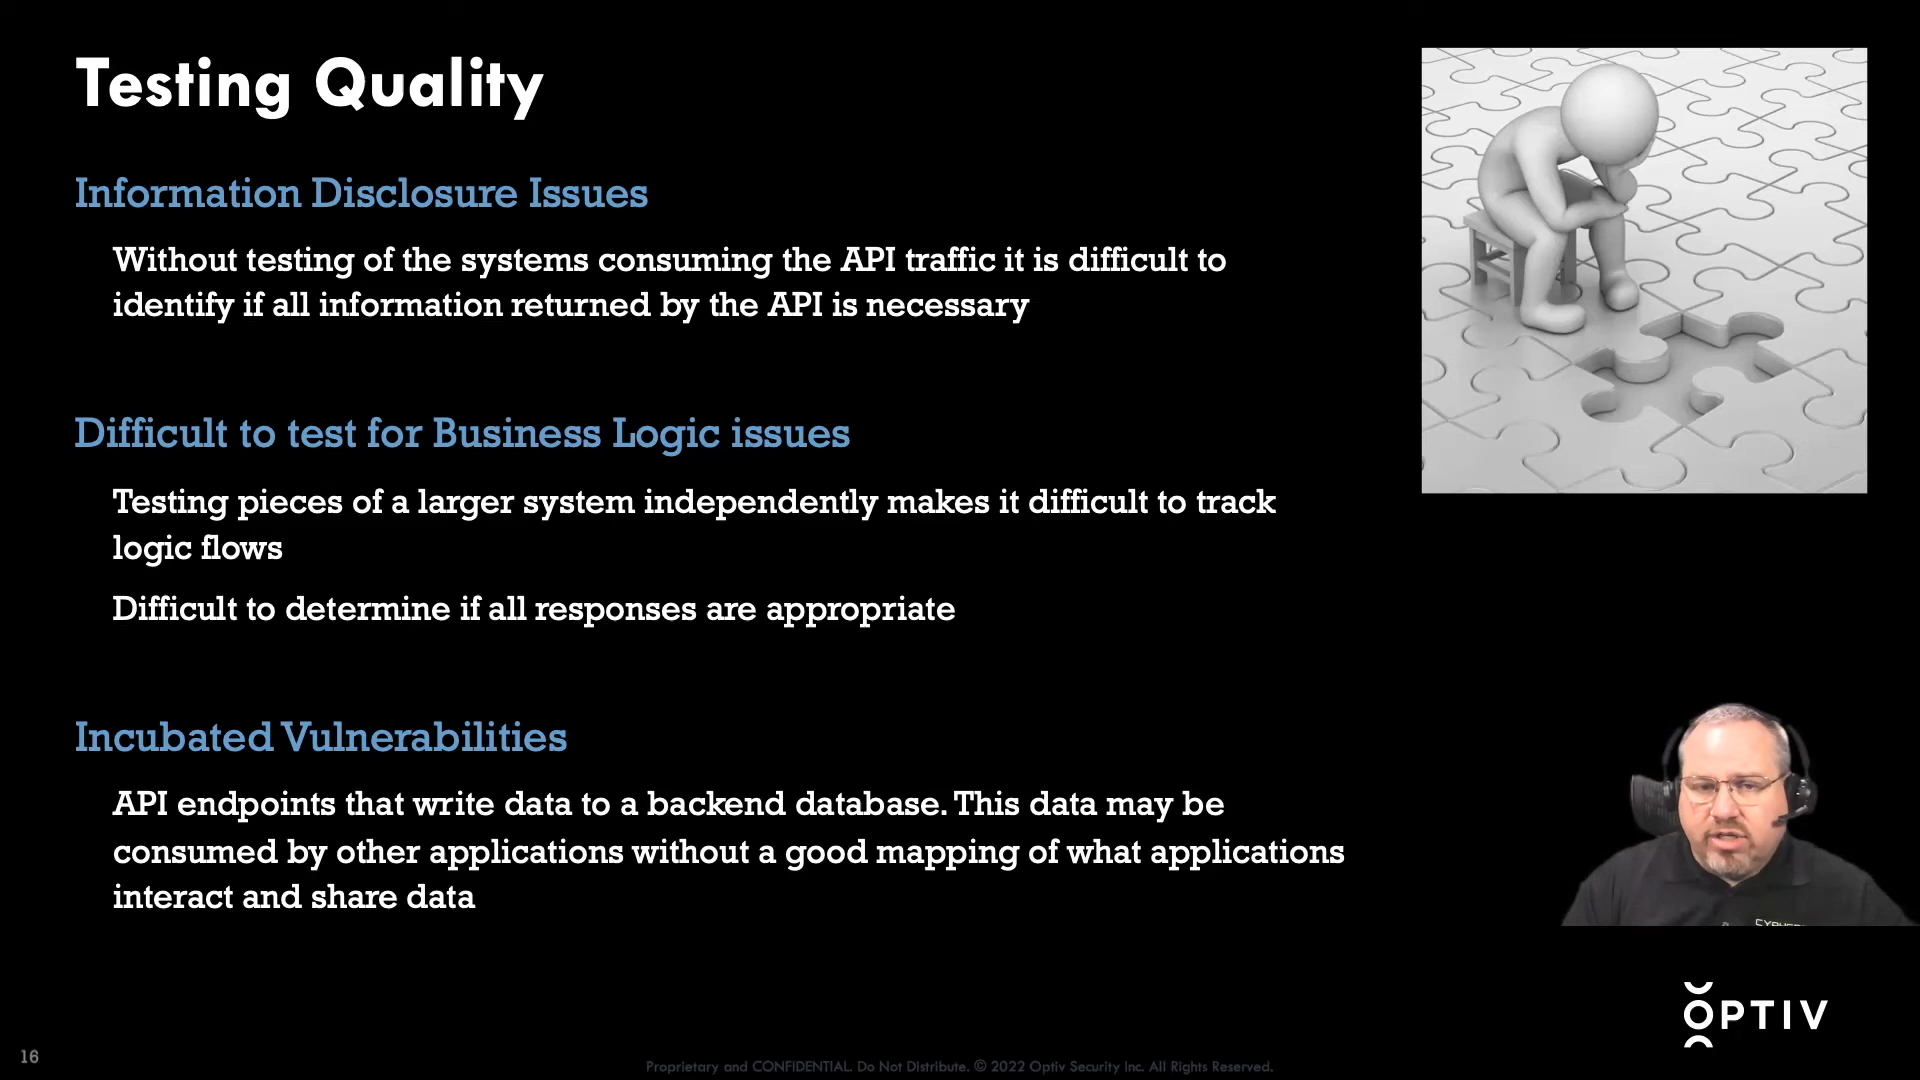 Testing Quality
Information Disclosure Issues
Without testing of the systems consuming the API traffic it is difficult to
identify if all information returned by the API is necessary
Difficult to test for Business Logic issues
Testing pieces of a larger system independently makes it difficult to track
logic flows
Difficult to determine if all responses are appropriate
Incubated Vulnerabilities
API endpoints that write data to a backend database. This data may be
consumed by other applications without a good mapping of what applications
interact and share data
OPTIV
16
Proprietary and CONFIDENTIAL. Do Not Distribute. © 2022 Optiv Security Inc. All Rights Reserved.